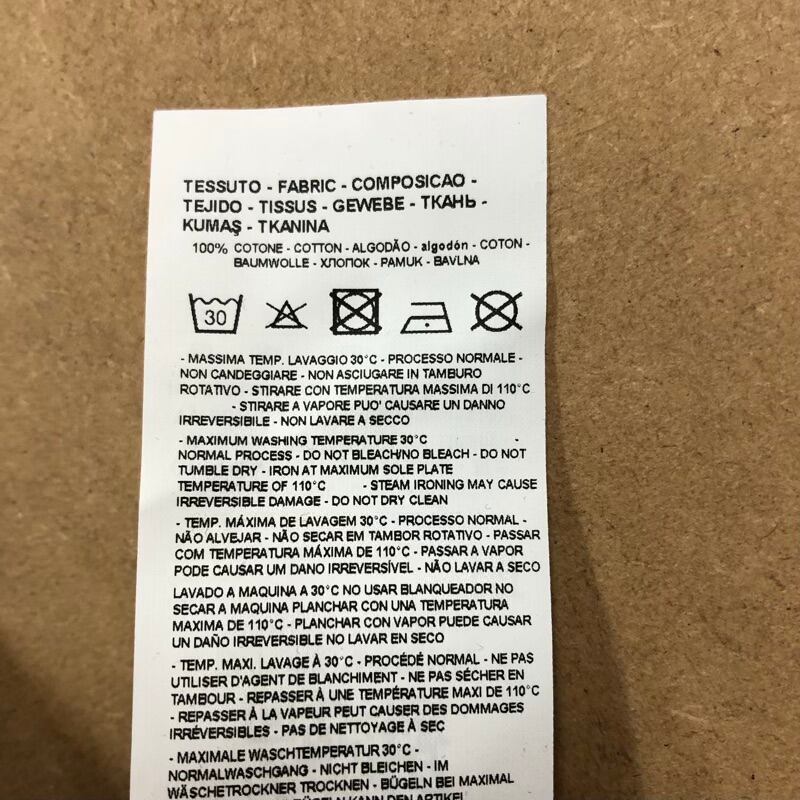 TESSUTO - FABRIC - COMPOSICAO -
TEJIDO - TISSUS - GEWEBE - ТКАНЬ -
KUMAŞ - TKANINA
100% COTONE - COTTON - ALGODÃO - algodón - COTON -
BAUMWOLLE - ХЛОПОК - PAMUK - BAVLNA
30
- MASSIMA TEMP. LAVAGGIO 30°C - PROCESSO NORMALE -
NON CANDEGGIARE - NON ASCIUGARE IN TAMBURO
ROTATIVO - STIRARE CON TEMPERATURA MASSIMA DI 110°C
- STIRARE A VAPORE PUO' CAUSARE UN DANNO
IRREVERSIBILE - NON LAVARE A SECCO
- MAXIMUM WASHING TEMPERATURE 30°C -
NORMAL PROCESS - DO NOT BLEACH/NO BLEACH - DO NOT
TUMBLE DRY - IRON AT MAXIMUM SOLE PLATE
TEMPERATURE OF 110°C - STEAM IRONING MAY CAUSE
IRREVERSIBLE DAMAGE - DO NOT DRY CLEAN
- TEMP. MÁXIMA DE LAVAGEM 30°C - PROCESSO NORMAL -
NÃO ALVEJAR - NÃO SECAR EM TAMBOR ROTATIVO - PASSAR
COM TEMPERATURA MÁXIMA DE 110°C - PASSAR A VAPOR
PODE CAUSAR UM DANO IRREVERSÍVEL - NÃO LAVAR A SECO
LAVADO A MAQUINA A 30°C NO USAR BLANQUEADOR NO
SECAR A MAQUINA PLANCHAR CON UNA TEMPERATURA
MAXIMA DE 110°C - PLANCHAR CON VAPOR PUEDE CAUSAR
UN DAÑO IRREVERSIBLE NO LAVAR EN SECO
- TEMP. MAXI. LAVAGE À 30°C - PROCÉDÉ NORMAL - NE PAS
UTILISER D'AGENT DE BLANCHIMENT - NE PAS SÉCHER EN
TAMBOUR - REPASSER À UNE TEMPÉRATURE MAXI DE 110°C
- REPASSER À LA VAPEUR PEUT CAUSER DES DOMMAGES
IRRÉVERSIBLES - PAS DE NETTOYAGE À SEC
- MAXIMALE WASCHTEMPERATUR 30°C -
NORMALWASCHGANG - NICHT BLEICHEN - IM
WÄSCHETROCKNER TROCKNEN - BÜGELN BEI MAXIMAL
BÜGELN KANN DEN ARTIKEL